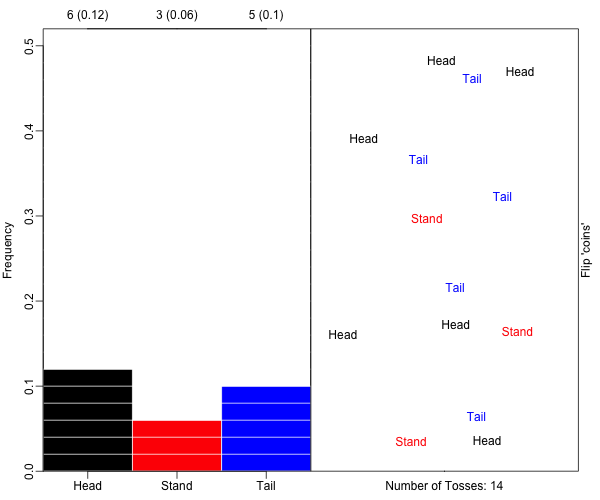 6 (0.12) 3 (0.06) 5 (0.1)
Frequency
0.5
0.4
0.3
0.2
0.1
0.0
Head Stand Tail
Head
Head
Tail
Head
Tail
Tail
Stand
Tail
Head
Stand
Head
Tail
Head
Stand
Flip 'coins'
Number of Tosses: 14